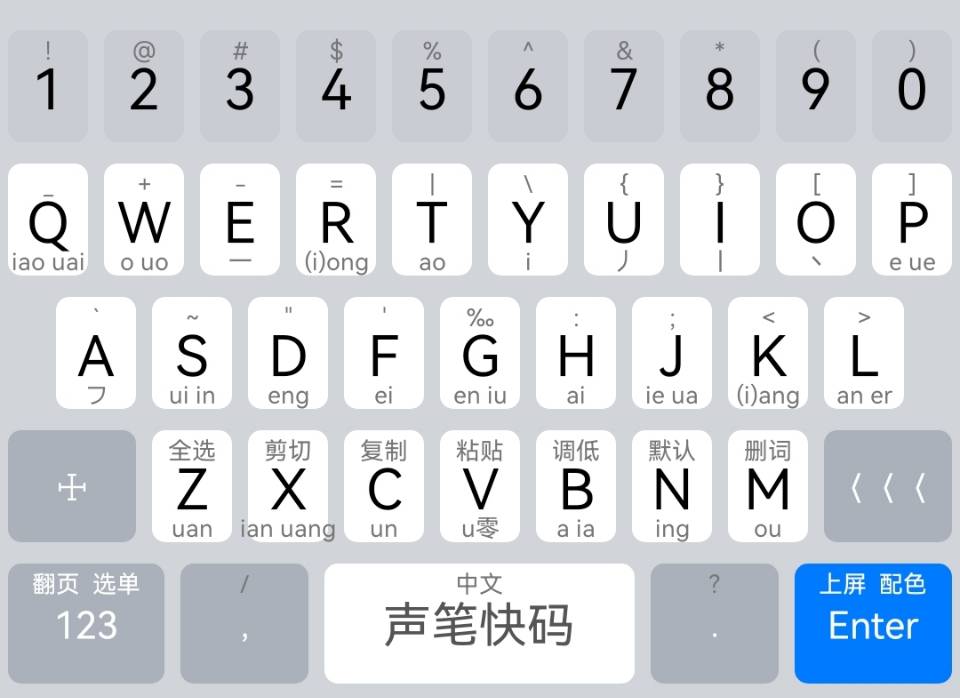 ! @ # $ % ^ & * ( )
1 2 3 4 5 6 7 8 9 0
_ + - = | \ { } [ ]
Q W E R T Y U I O P
iao uai o uo 一 (i)ong ao i 丿 丨 丶 e ue
` ~ " ' ‰ : ; < >
A S D F G H J K L
フ ui in eng ei en iu ai ie ua (i)ang an er
全选 剪切 复制 粘贴 调低 默认 删词
Z X C V B N M
uan ian uang un u零 a ia ing ou
翻页 选单 / 中文 ? 上屏 配色
123 , 声笔快码 . Enter